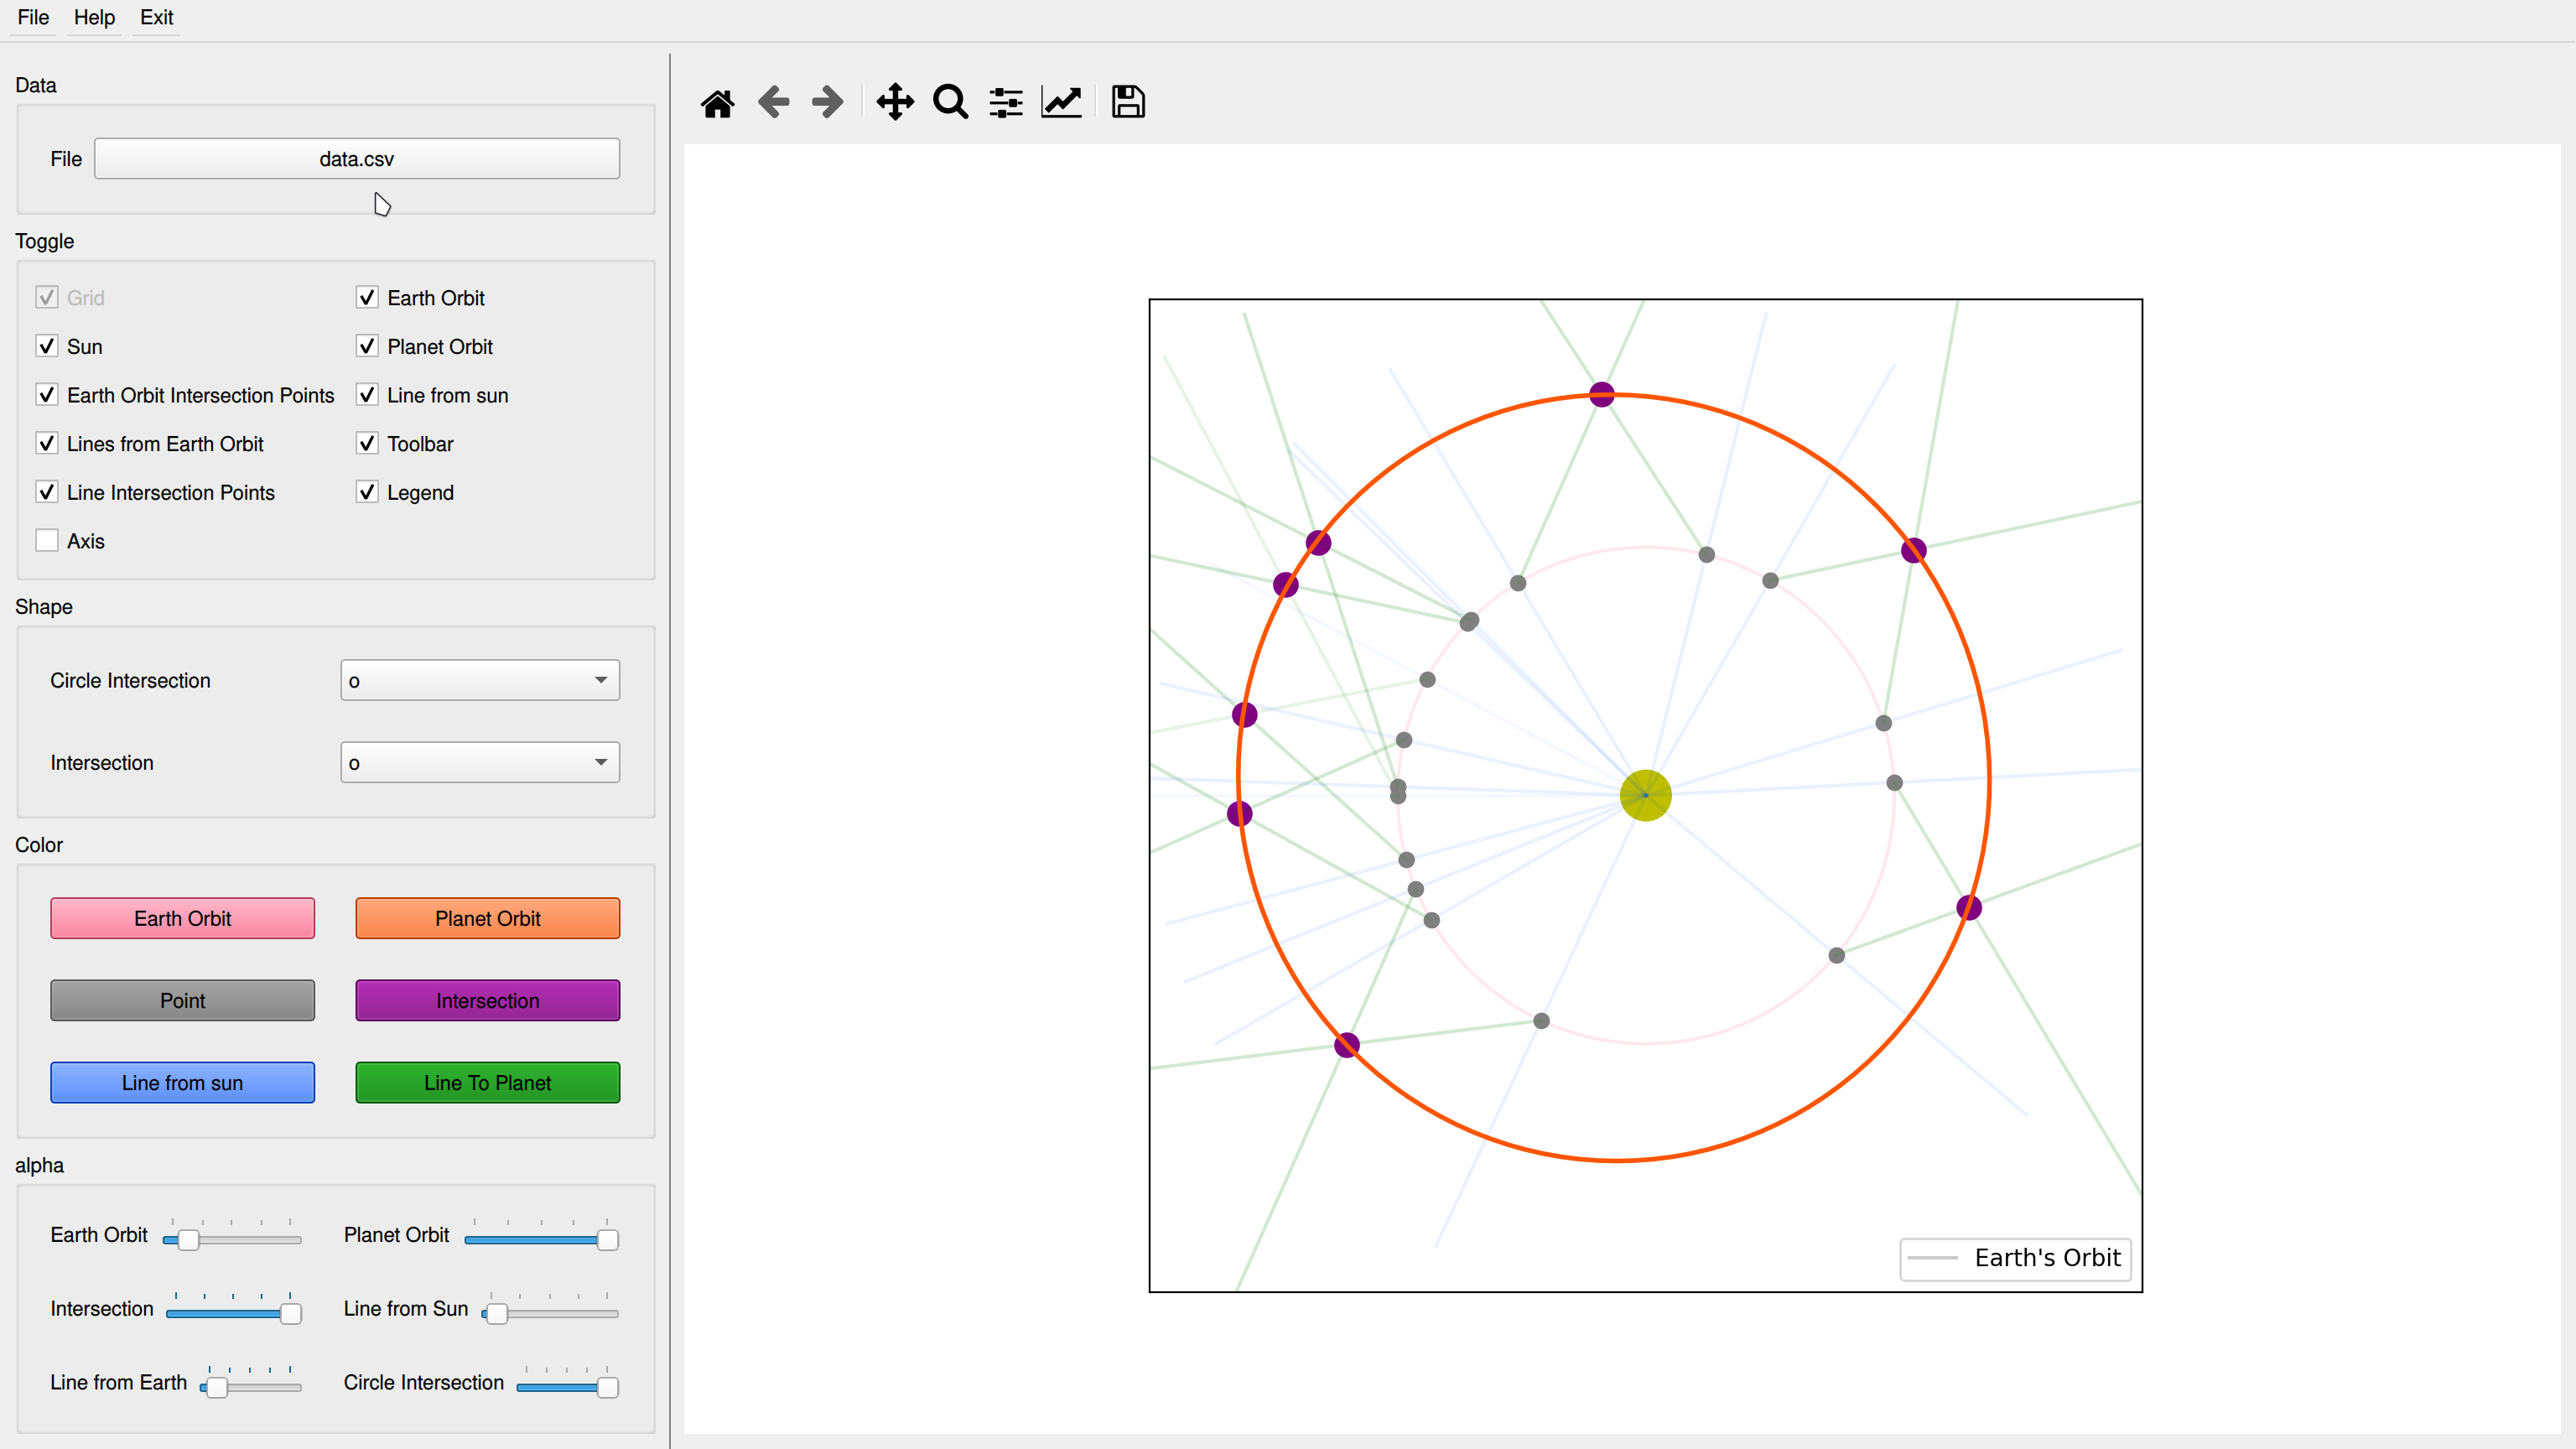 File Help Exit
Data
File data.csv
Toggle
Grid Earth Orbit
Sun Planet Orbit
Earth Orbit Intersection Points Line from sun
Lines from Earth Orbit Toolbar
Line Intersection Points Legend
Axis
Shape
Circle Intersection o
Intersection o
Color
Earth Orbit Planet Orbit
Point Intersection
Line from sun Line To Planet
alpha
Earth Orbit Planet Orbit
Intersection Line from Sun
Line from Earth Circle Intersection
Earth's Orbit